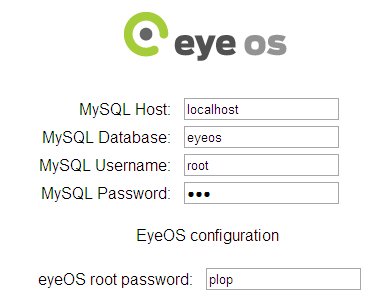 eye os
MySQL Host: localhost
MySQL Database: eyeos
MySQL Username: root
MySQL Password: •••
EyeOS configuration
eyeOS root password: plop